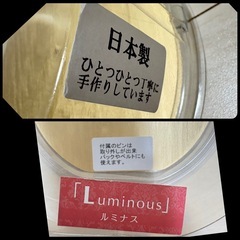 日本製
ひとつひとつ丁寧に
手作りしています
付属のピンは
取り外しが出来
バックやベルトにも
使えます。
「Luminous」
ルミナス